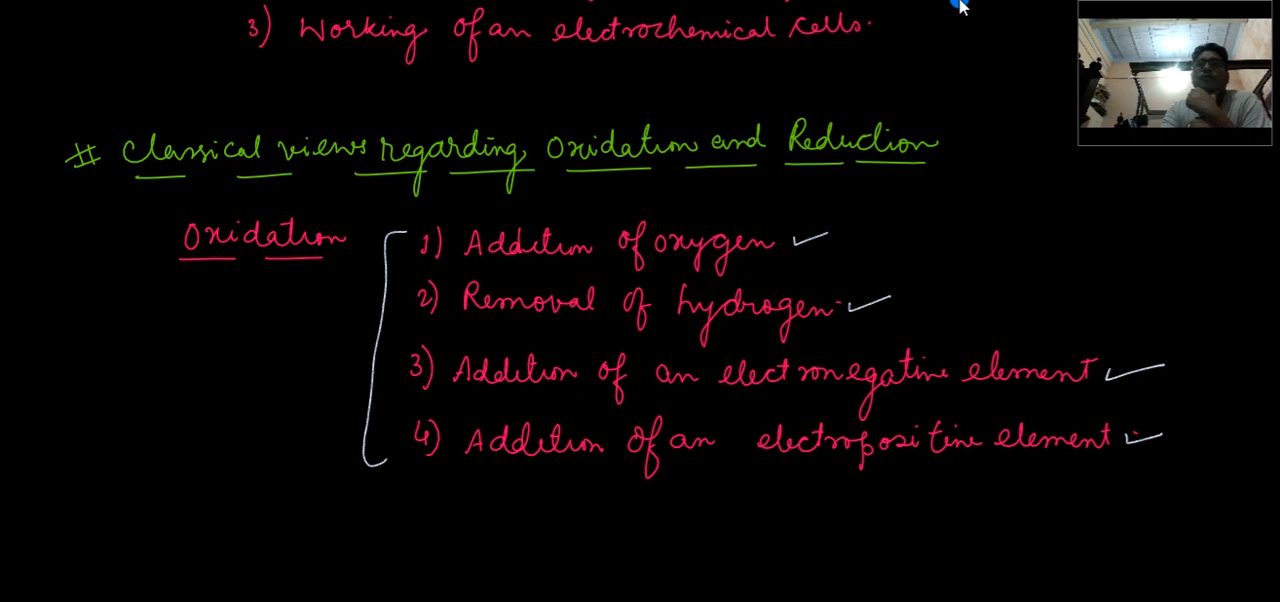 3) Working of an electrochemical cells.
# Classical views regarding Oxidation and Reduction
Oxidation
1) Addition of oxygen
2) Removal of hydrogen.
3) Addition of an electronegative element
4) Addition of an electropositive element